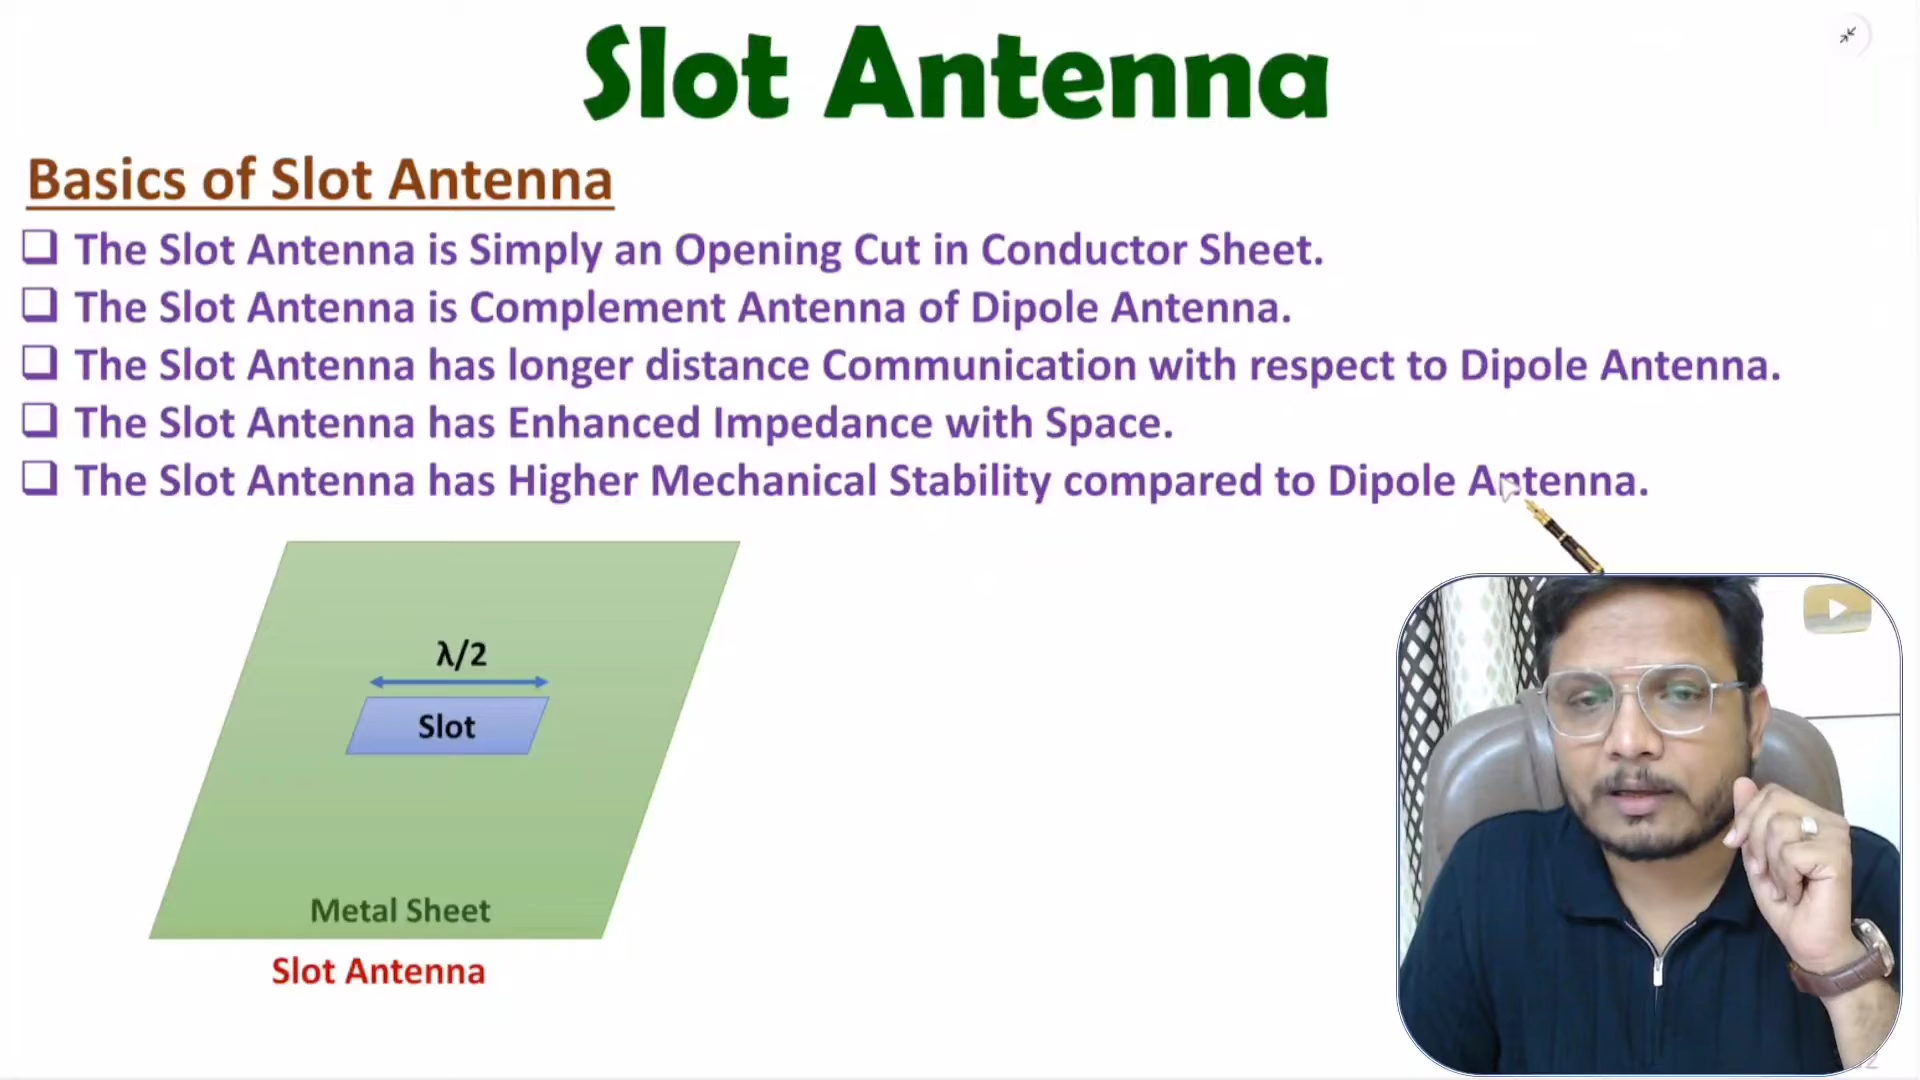 Slot Antenna
Basics of Slot Antenna
The Slot Antenna is Simply an Opening Cut in Conductor Sheet.
The Slot Antenna is Complement Antenna of Dipole Antenna.
The Slot Antenna has longer distance Communication with respect to Dipole Antenna.
The Slot Antenna has Enhanced Impedance with Space.
The Slot Antenna has Higher Mechanical Stability compared to Dipole Antenna.
λ/2
Slot
Metal Sheet
Slot Antenna